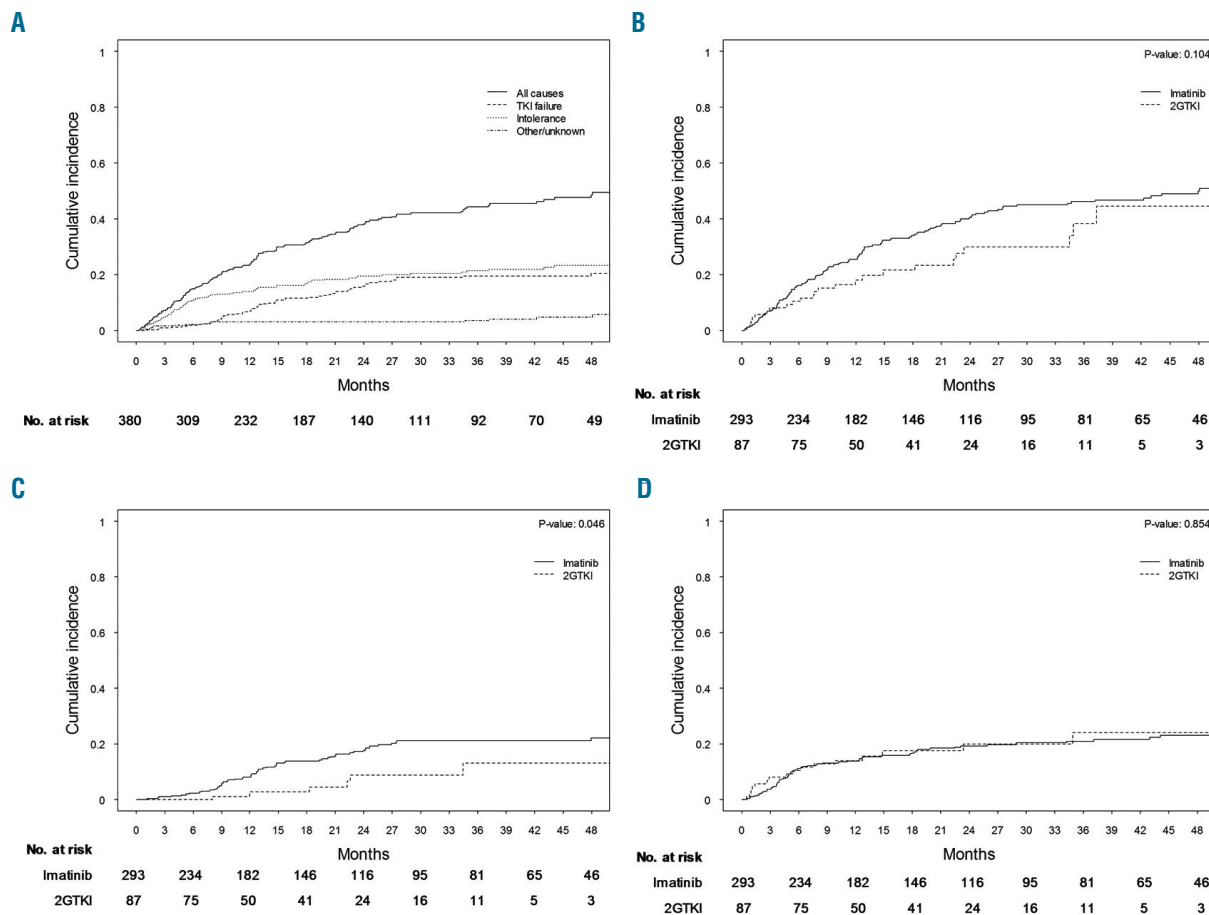 A
Cumulative incindence
1
0.8
0.6
0.4
0.2
0
All causes
TKI failure
Intolerance
Other/unknown
0 3 6 9 12 15 18 21 24 27 30 33 36 39 42 45 48
Months
No. at risk 380 309 232 187 140 111 92 70 49
B
Cumulative incidence
1
0.8
0.6
0.4
0.2
0
P-value: 0.104
Imatinib
2GTKI
0 3 6 9 12 15 18 21 24 27 30 33 36 39 42 45 48
Months
No. at risk
Imatinib 293 234 182 146 116 95 81 65 46
2GTKI 87 75 50 41 24 16 11 5 3
C
Cumulative incidence
1
0.8
0.6
0.4
0.2
0
P-value: 0.046
Imatinib
2GTKI
0 3 6 9 12 15 18 21 24 27 30 33 36 39 42 45 48
Months
No. at risk
Imatinib 293 234 182 146 116 95 81 65 46
2GTKI 87 75 50 41 24 16 11 5 3
D
Cumulative incidence
1
0.8
0.6
0.4
0.2
0
P-value: 0.854
Imatinib
2GTKI
0 3 6 9 12 15 18 21 24 27 30 33 36 39 42 45 48
Months
No. at risk
Imatinib 293 234 182 146 116 95 81 65 46
2GTKI 87 75 50 41 24 16 11 5 3